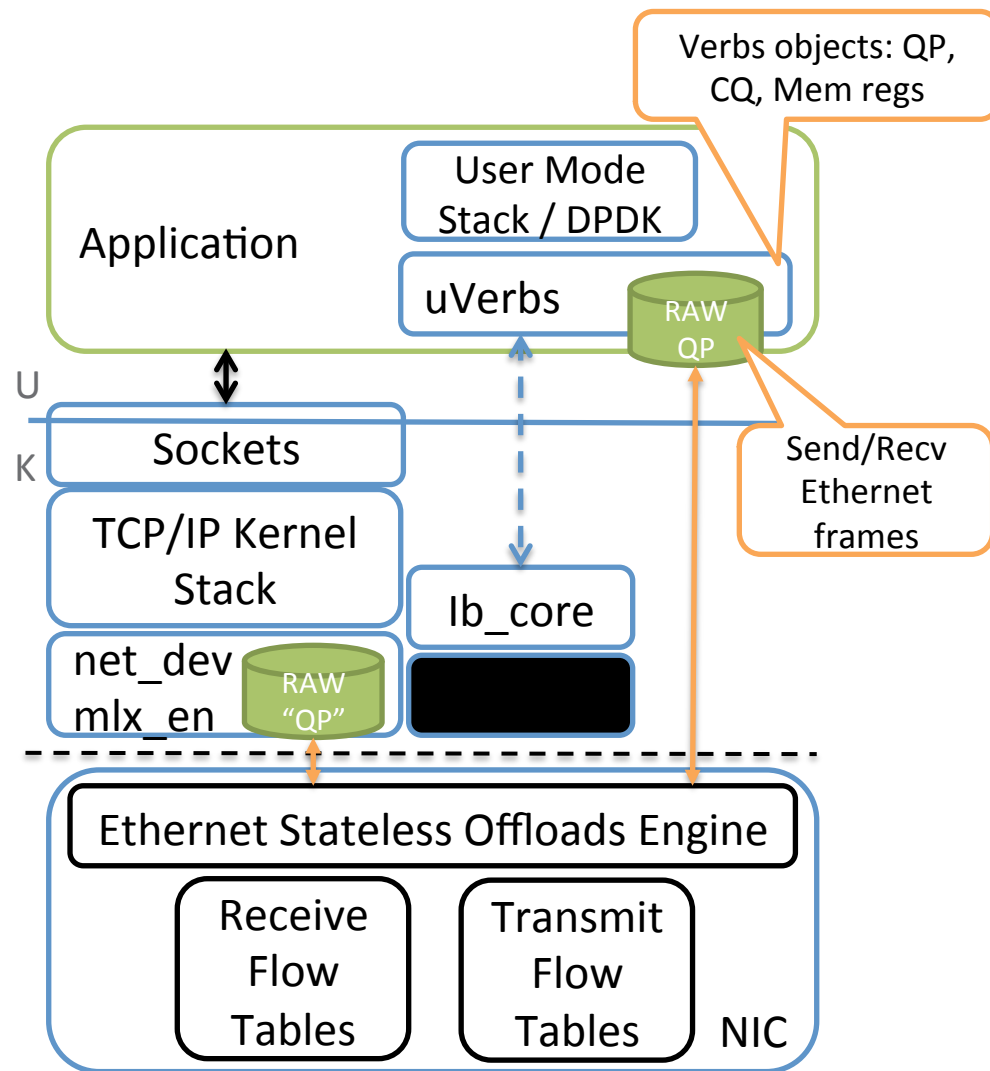 Verbs objects: QP,
CQ, Mem regs
User Mode
Stack / DPDK
Application
uVerbs
RAW
QP
U
K
Sockets
Send/Recv
Ethernet
frames
TCP/IP Kernel
Stack
Ib_core
net_dev
mlx_en
RAW
“QP”
Ethernet Stateless Offloads Engine
Receive
Flow
Tables
Transmit
Flow
Tables
NIC